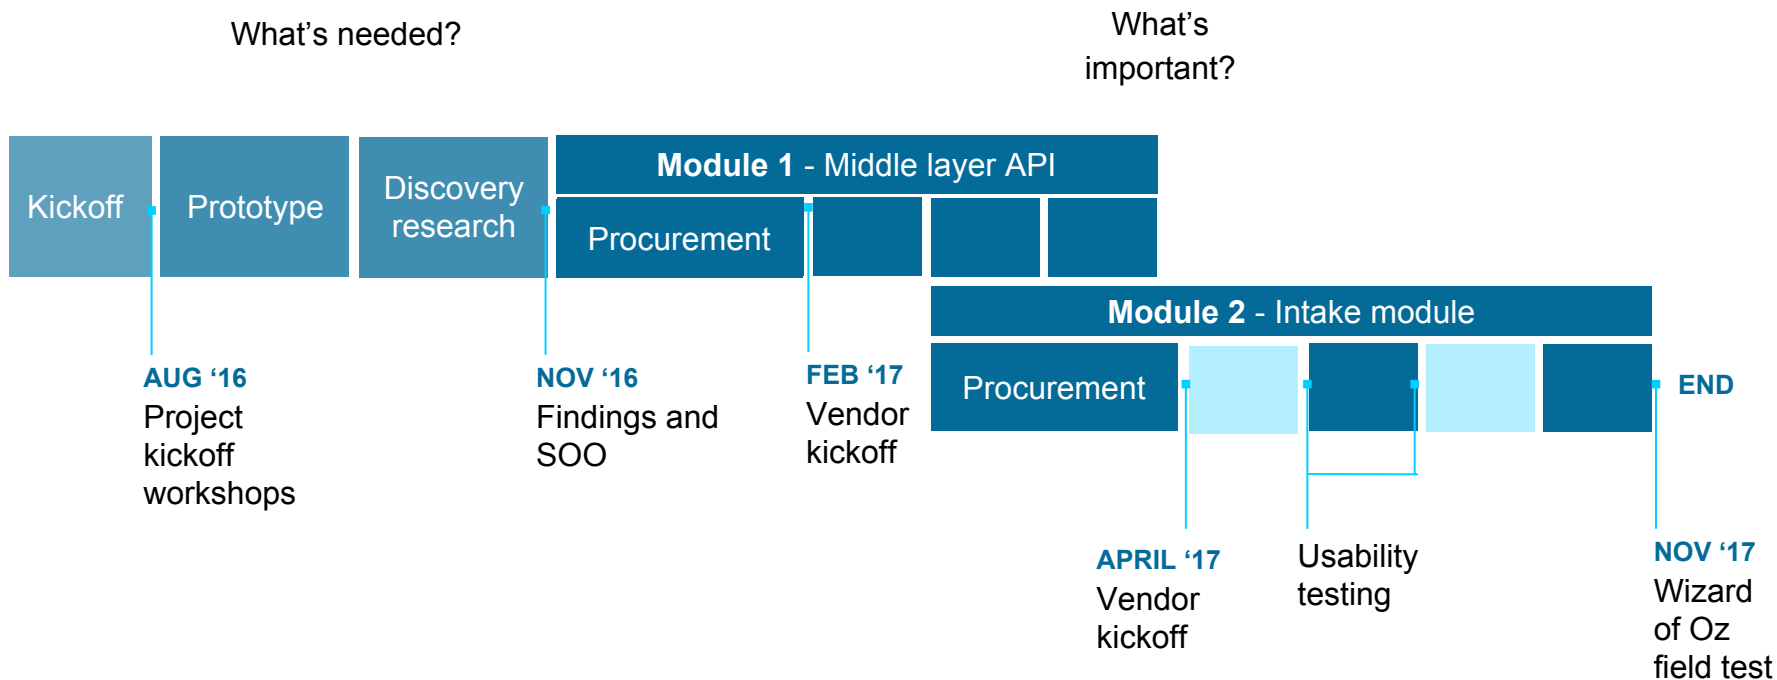 What’s needed?
What’s
important?
Kickoff
Prototype
Discovery
research
Module 1 - Middle layer API
Procurement
Module 2 - Intake module
Procurement
END
AUG ‘16
Project
kickoff
workshops
NOV ‘16
Findings and
SOO
FEB ‘17
Vendor
kickoff
APRIL ‘17
Vendor
kickoff
Usability
testing
NOV ‘17
Wizard
of Oz
field test